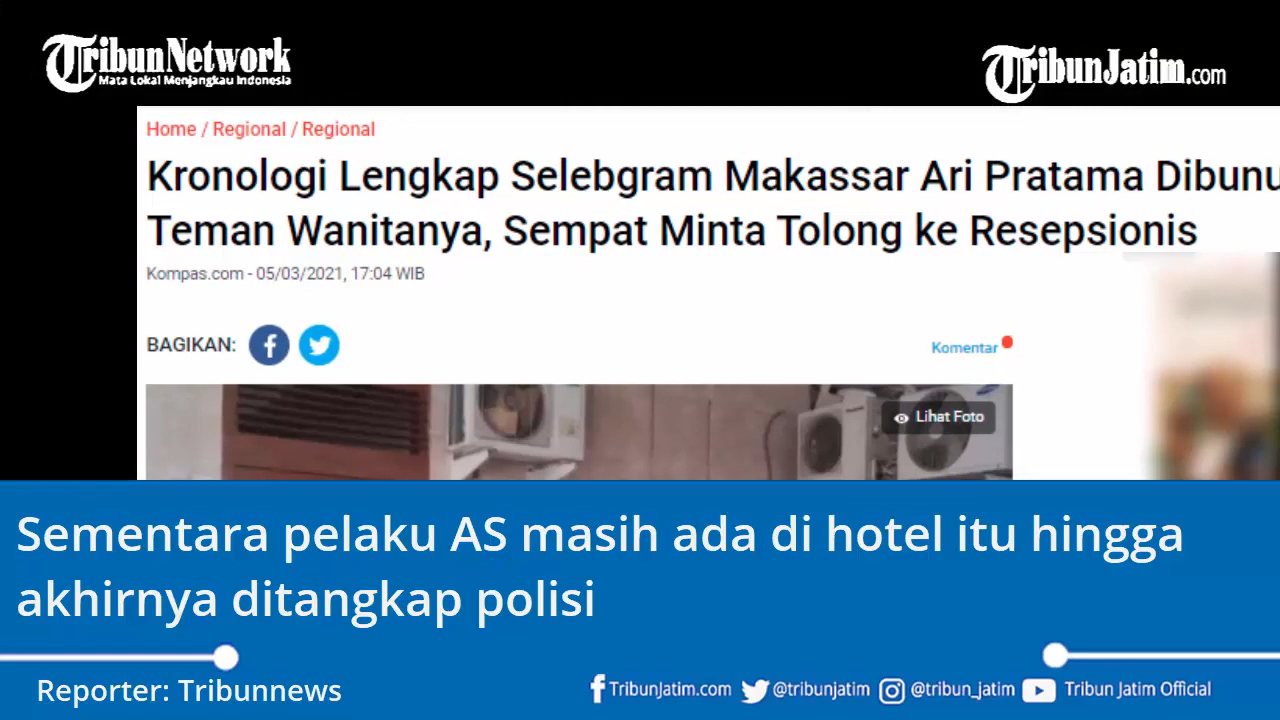 TribunNetwork
Mata Lokal Menjangkau Indonesia
TribunJatim.com
Home / Regional / Regional
Kronologi Lengkap Selebgram Makassar Ari Pratama Dibunu
Teman Wanitanya, Sempat Minta Tolong ke Resepsionis
Kompas.com - 05/03/2021, 17:04 WIB
BAGIKAN:
Komentar
Lihat Foto
Sementara pelaku AS masih ada di hotel itu hingga
akhirnya ditangkap polisi
Reporter: Tribunnews
TribunJatim.com @tribunjatim @tribun_jatim Tribun Jatim Official